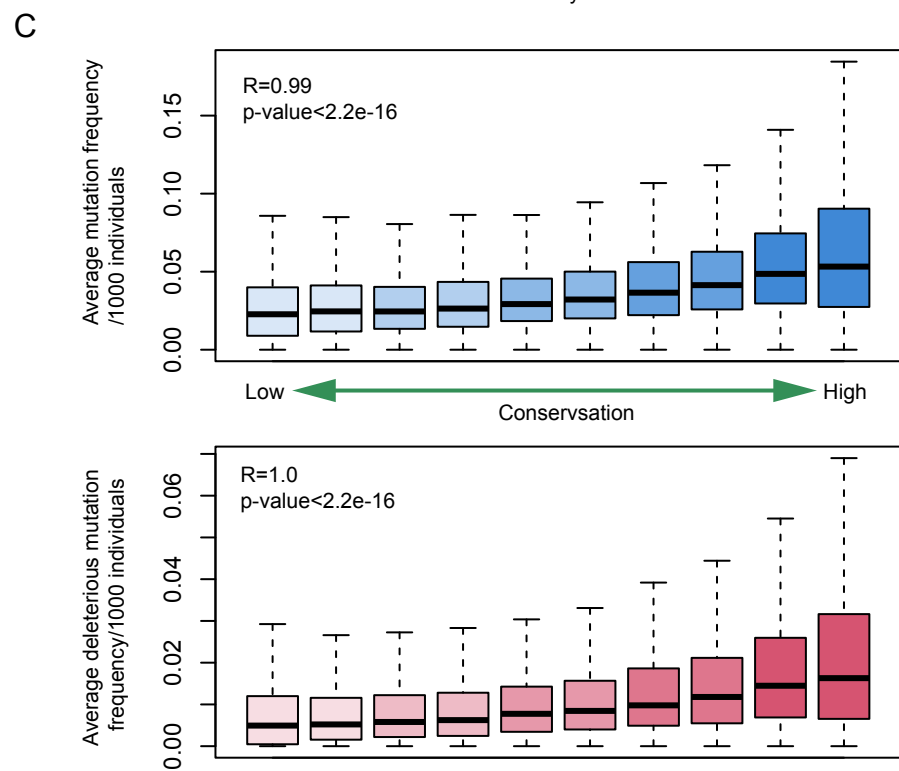 C
Average mutation frequency
/1000 individuals
0.15
0.10
0.05
0.00
R=0.99
p-value<2.2e-16
Low
High
Conservsation
Average deleterious mutation
frequency/1000 individuals
0.06
0.04
0.02
0.00
R=1.0
p-value<2.2e-16